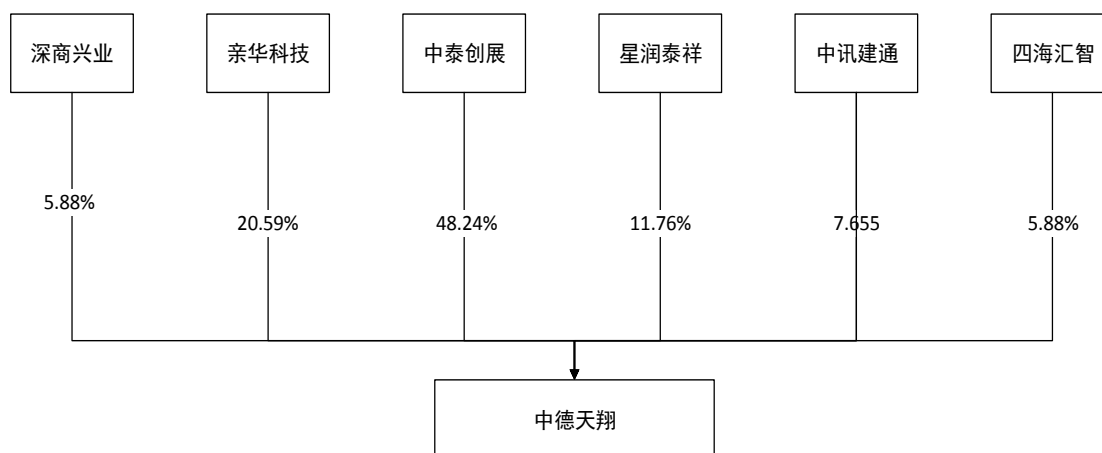 深商兴业
亲华科技
中泰创展
星润泰祥
中讯建通
四海汇智
5.88%
20.59%
48.24%
11.76%
7.655
5.88%
中德天翔